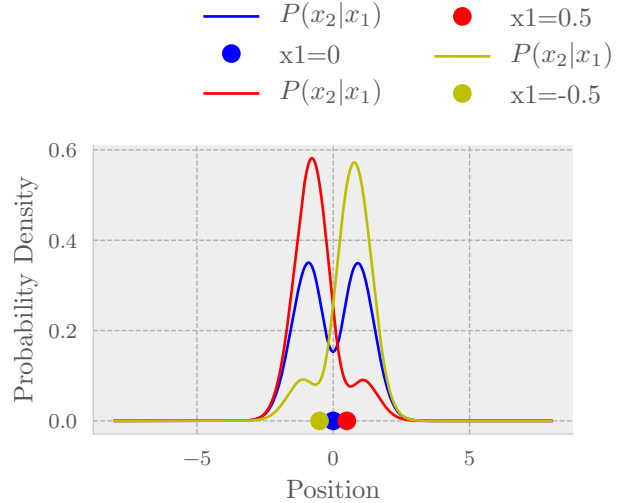 P(x₂|x₁) x1=0.5
x1=0 P(x₂|x₁)
P(x₂|x₁) x1=-0.5
0.6
0.4
0.2
0.0
Probability Density
−5 0 5
Position